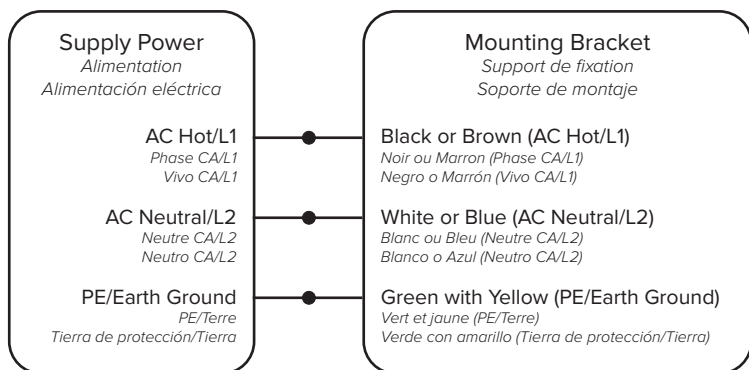 Supply Power
Alimentation
Alimentación eléctrica
AC Hot/L1
Phase CA/L1
Vivo CA/L1
AC Neutral/L2
Neutre CA/L2
Neutro CA/L2
PE/Earth Ground
PE/Terre
Tierra de protección/Tierra
Mounting Bracket
Support de fixation
Soporte de montaje
Black or Brown (AC Hot/L1)
Noir ou Marron (Phase CA/L1)
Negro o Marrón (Vivo CA/L1)
White or Blue (AC Neutral/L2)
Blanc ou Bleu (Neutre CA/L2)
Blanco o Azul (Neutro CA/L2)
Green with Yellow (PE/Earth Ground)
Vert et jaune (PE/Terre)
Verde con amarillo (Tierra de protección/Tierra)